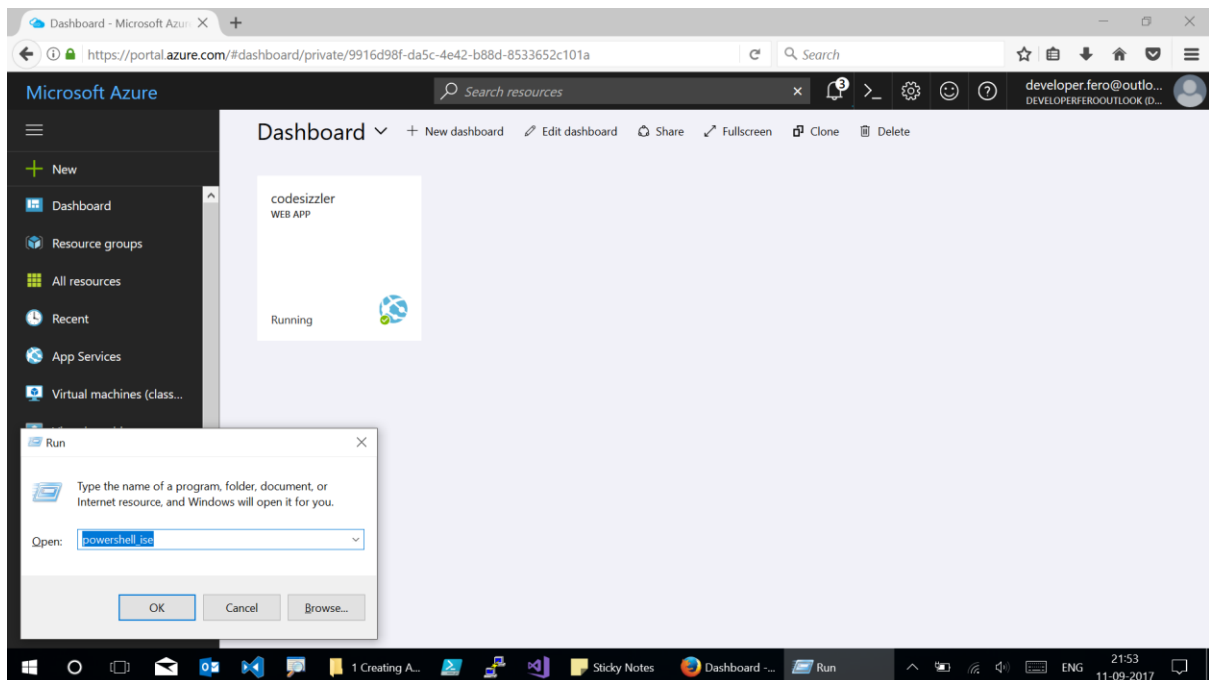 Dashboard - Microsoft Azur
https://portal.azure.com/#dashboard/private/9916d98f-da5c-4e42-b88d-8533652c101a
Search
Microsoft Azure
Search resources
3
>_
developer.fero@outlo...
DEVELOPERFEROOUTLOOK (D...
Dashboard
+ New dashboard
Edit dashboard
Share
Fullscreen
Clone
Delete
New
Dashboard
Resource groups
All resources
Recent
App Services
Virtual machines (class...
codesizzler
WEB APP
Running
Run
Type the name of a program, folder, document, or
Internet resource, and Windows will open it for you.
Open:
powershell_ise
OK
Cancel
Browse...
1 Creating A...
Sticky Notes
Dashboard -...
Run
ENG
21:53
11-09-2017